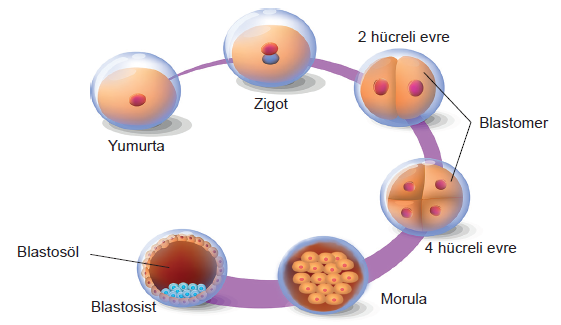 2 hücreli evre
Zigot
Yumurta
Blastomer
4 hücreli evre
Morula
Blastosöl
Blastosist